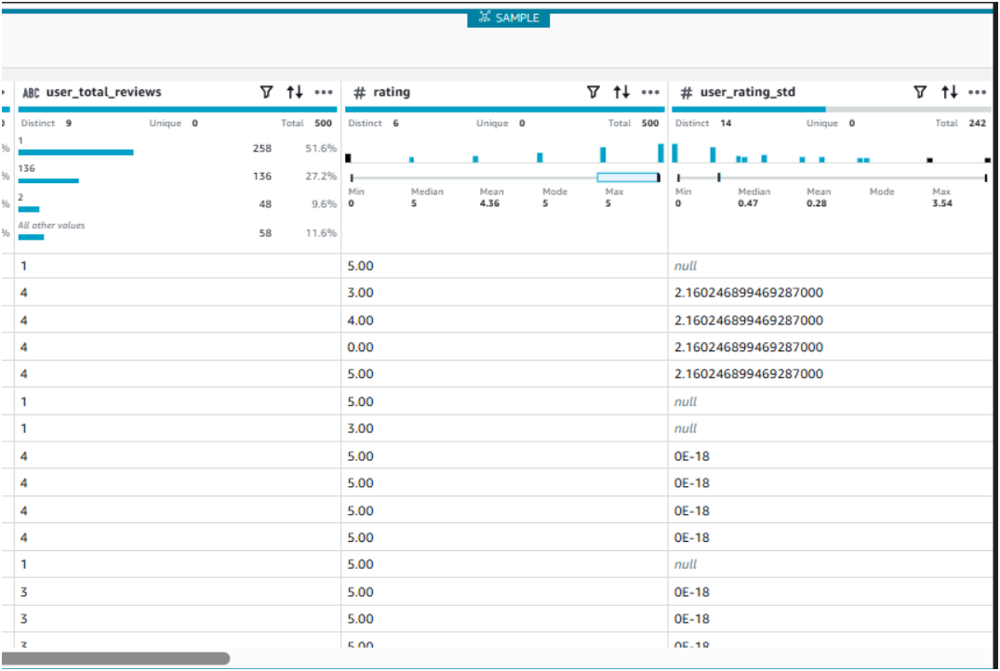 SAMPLE
ABC user_total_reviews # rating # user_rating_std
Distinct 9 Unique 0 Total 500 Distinct 6 Unique 0 Total 500 Distinct 14 Unique 0 Total 242
% 1 258 51.6%
% 136 136 27.2%
% 2 48 9.6%
% All other values 58 11.6%
Min Median Mean Mode Max Min Median Mean Mode Max
0 5 4.36 5 5 0 0.47 0.28 3.54
1 5.00 null
4 3.00 2.160246899469287000
4 4.00 2.160246899469287000
4 0.00 2.160246899469287000
4 5.00 2.160246899469287000
1 5.00 null
1 3.00 null
4 5.00 0E-18
4 5.00 0E-18
4 5.00 0E-18
4 5.00 0E-18
1 5.00 null
3 5.00 0E-18
3 5.00 0E-18
3 5.00 0E-18